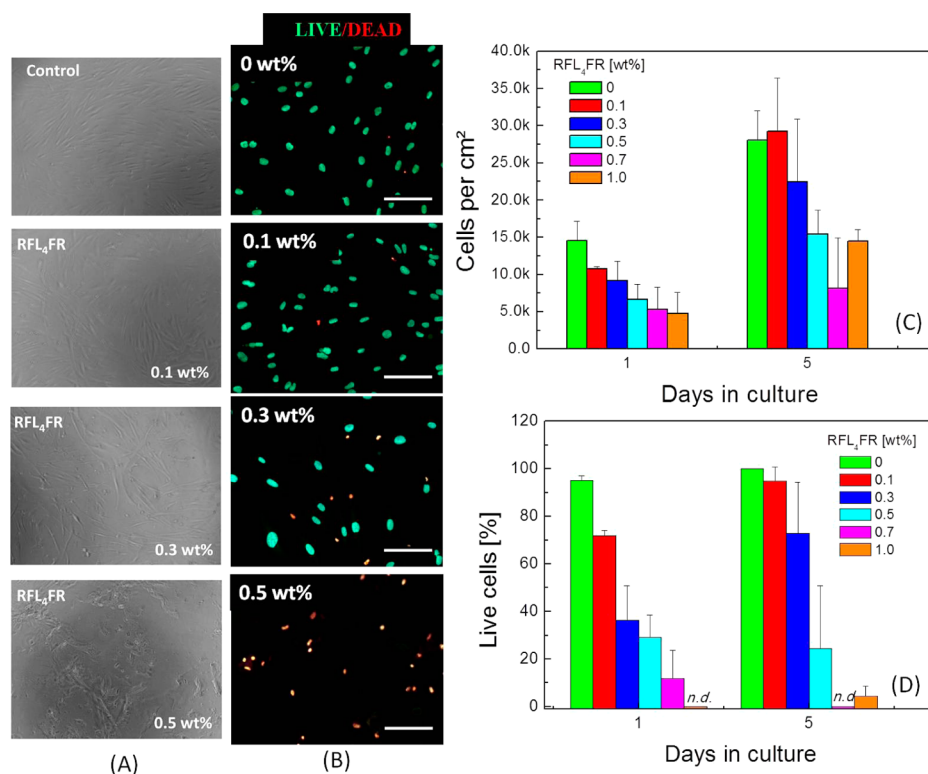 Control
RFL₄FR
0.1 wt%
RFL₄FR
0.3 wt%
RFL₄FR
0.5 wt%
(A)
LIVE/DEAD
0 wt%
0.1 wt%
0.3 wt%
0.5 wt%
(B)
40.0k
35.0k
30.0k
25.0k
20.0k
15.0k
10.0k
5.0k
0.0
Cells per cm²
RFL₄FR [wt%]
0
0.1
0.3
0.5
0.7
1.0
(C)
1
5
Days in culture
120
100
80
60
40
20
0
Live cells [%]
RFL₄FR [wt%]
0
0.1
0.3
0.5
0.7
1.0
n.d.
n.d
(D)
1
5
Days in culture